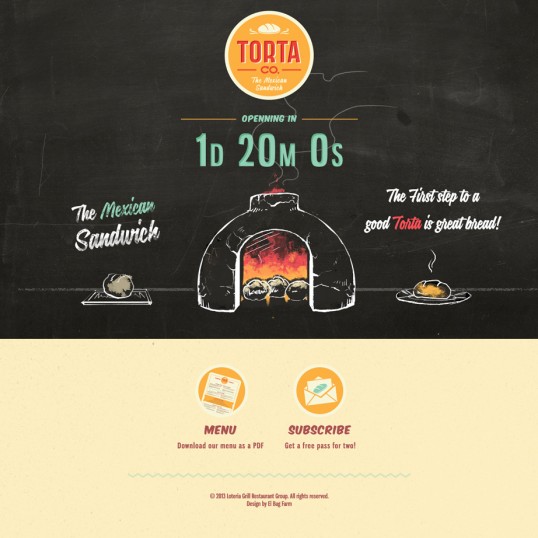 TORTA
CO.
The Mexican
Sandwich
OPENNING IN
1D 20M 0S
The Mexican
Sandwich
The First step to a
good Torta is great bread!
MENU
Download our menu as a PDF
SUBSCRIBE
Get a free pass for two!
© 2013 Loteria Grill Restaurant Group. All rights reserved.
Design by El Bug Farm